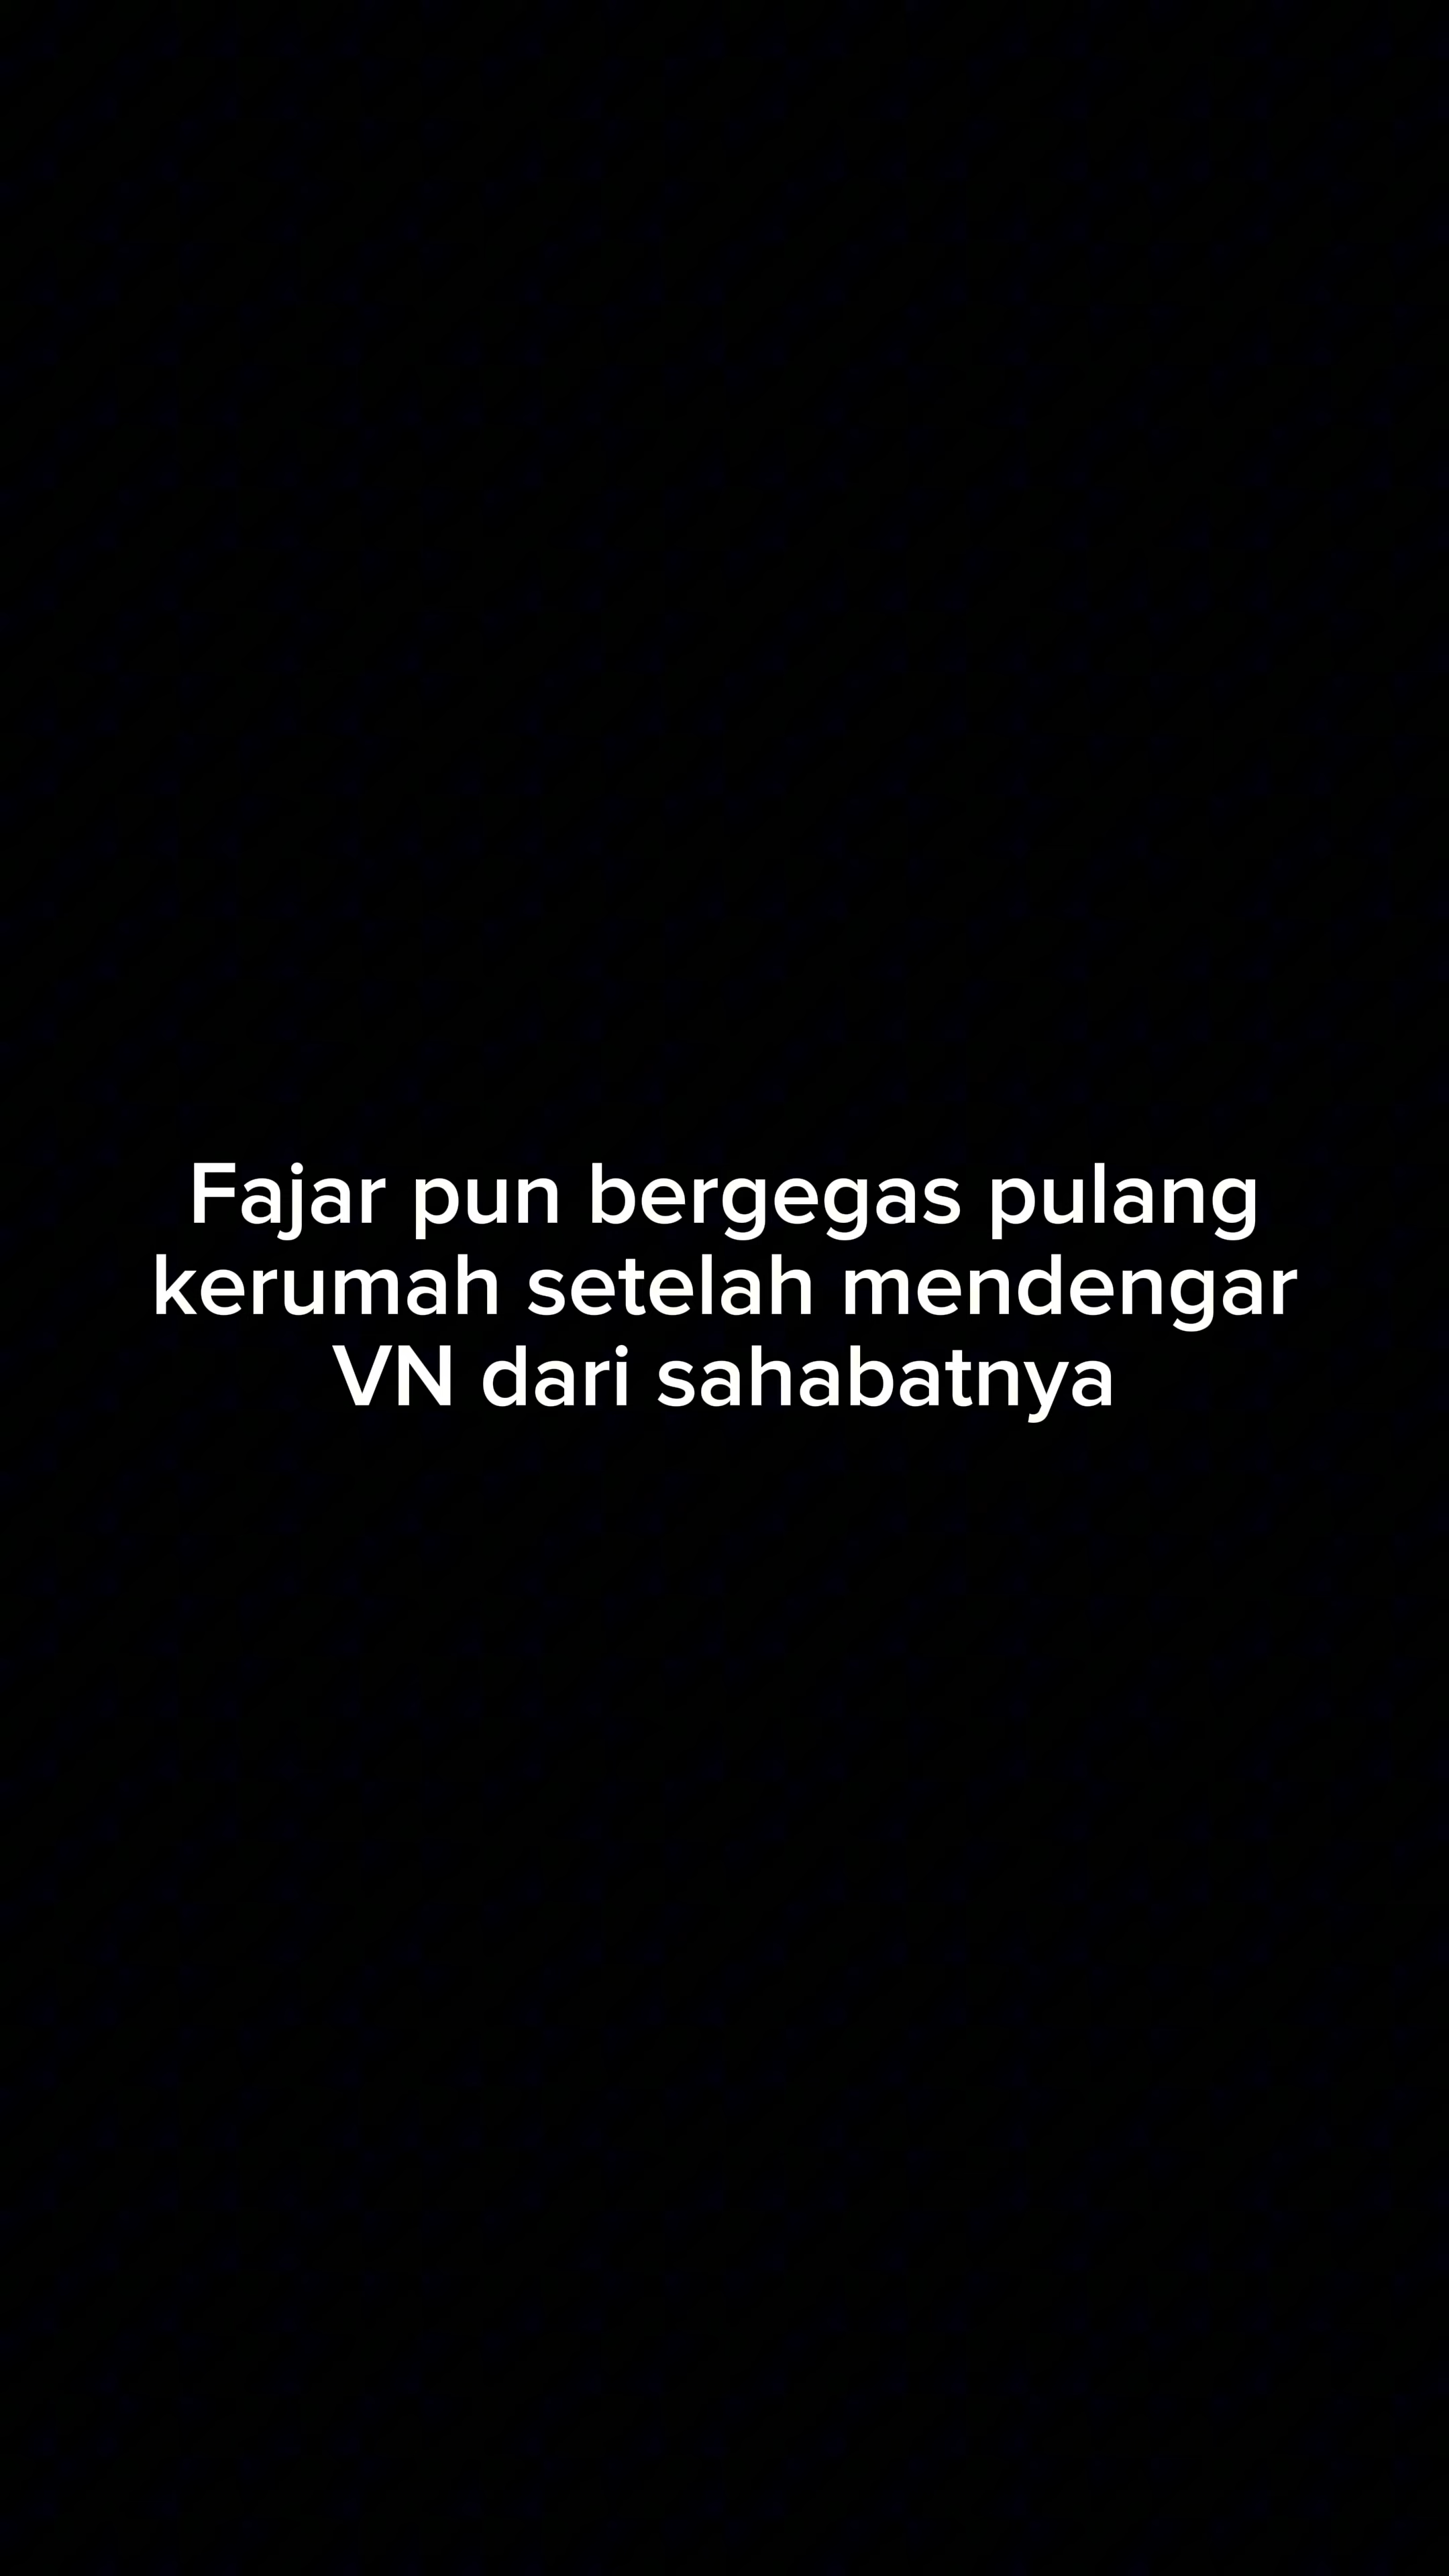 Fajar pun bergegas pulang
kerumah setelah mendengar
VN dari sahabatnya